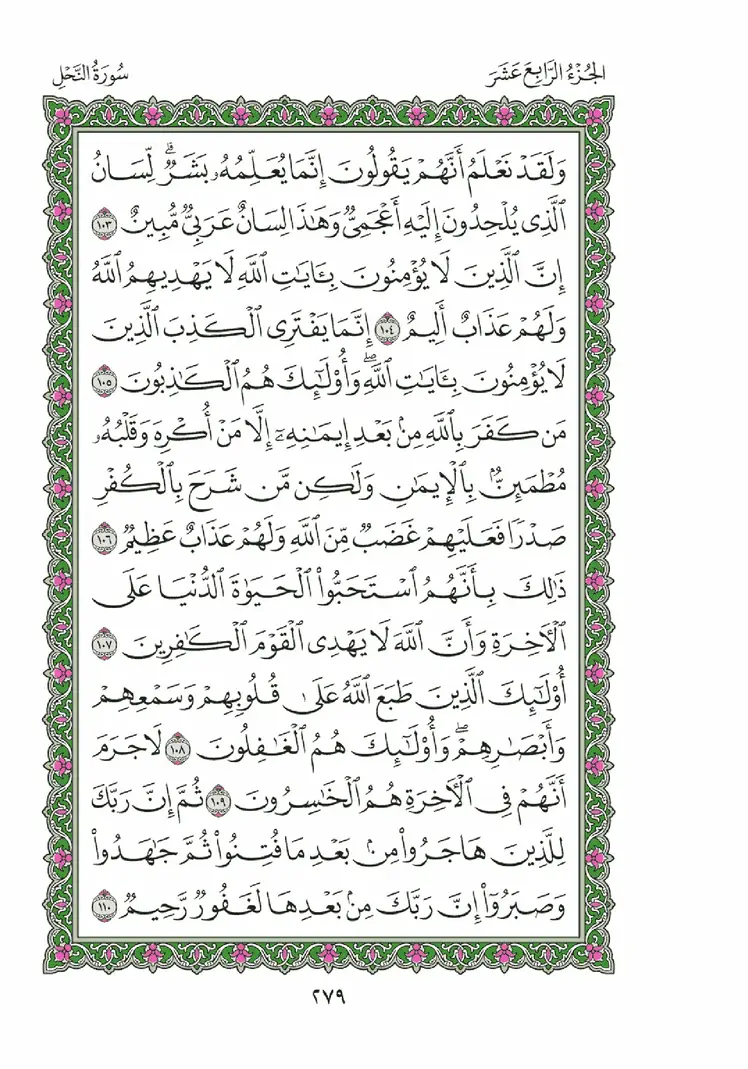 الجُزْءُ الرَّابِعَ عَشَرَ
سُورَةُ النَّحْلِ
وَلَقَدْ نَعْلَمُ أَنَّهُمْ يَقُولُونَ إِنَّمَا يُعَلِّمُهُۥ بَشَرٌۗ لِّسَانُ
ٱلَّذِى يُلْحِدُونَ إِلَيْهِ أَعْجَمِىٌّ وَهَٰذَا لِسَانٌ عَرَبِىٌّ مُّبِينٌ ١٠٣
إِنَّ ٱلَّذِينَ لَا يُؤْمِنُونَ بِـَٔايَٰتِ ٱللَّهِ لَا يَهْدِيهِمُ ٱللَّهُ
وَلَهُمْ عَذَابٌ أَلِيمٌ ١٠٤ إِنَّمَا يَفْتَرِى ٱلْكَذِبَ ٱلَّذِينَ
لَا يُؤْمِنُونَ بِـَٔايَٰتِ ٱللَّهِۖ وَأُو۟لَٰٓئِكَ هُمُ ٱلْكَٰذِبُونَ ١٠٥
مَن كَفَرَ بِٱللَّهِ مِنۢ بَعْدِ إِيمَٰنِهِۦٓ إِلَّا مَنْ أُكْرِهَ وَقَلْبُهُۥ
مُطْمَئِنٌّۢ بِٱلْإِيمَٰنِ وَلَٰكِن مَّن شَرَحَ بِٱلْكُفْرِ
صَدْرًا فَعَلَيْهِمْ غَضَبٌ مِّنَ ٱللَّهِ وَلَهُمْ عَذَابٌ عَظِيمٌ ١٠٦
ذَٰلِكَ بِأَنَّهُمُ ٱسْتَحَبُّوا۟ ٱلْحَيَوٰةَ ٱلدُّنْيَا عَلَى
ٱلْـَٔاخِرَةِ وَأَنَّ ٱللَّهَ لَا يَهْدِى ٱلْقَوْمَ ٱلْكَٰفِرِينَ ١٠٧
أُو۟لَٰٓئِكَ ٱلَّذِينَ طَبَعَ ٱللَّهُ عَلَىٰ قُلُوبِهِمْ وَسَمْعِهِمْ
وَأَبْصَٰرِهِمْۖ وَأُو۟لَٰٓئِكَ هُمُ ٱلْغَٰفِلُونَ ١٠٨ لَا جَرَمَ
أَنَّهُمْ فِى ٱلْـَٔاخِرَةِ هُمُ ٱلْخَٰسِرُونَ ١٠٩ ثُمَّ إِنَّ رَبَّكَ
لِلَّذِينَ هَاجَرُوا۟ مِنۢ بَعْدِ مَا فُتِنُوا۟ ثُمَّ جَٰهَدُوا۟
وَصَبَرُوٓا۟ إِنَّ رَبَّكَ مِنۢ بَعْدِهَا لَغَفُورٌ رَّحِيمٌ ١١٠
٢٧٩